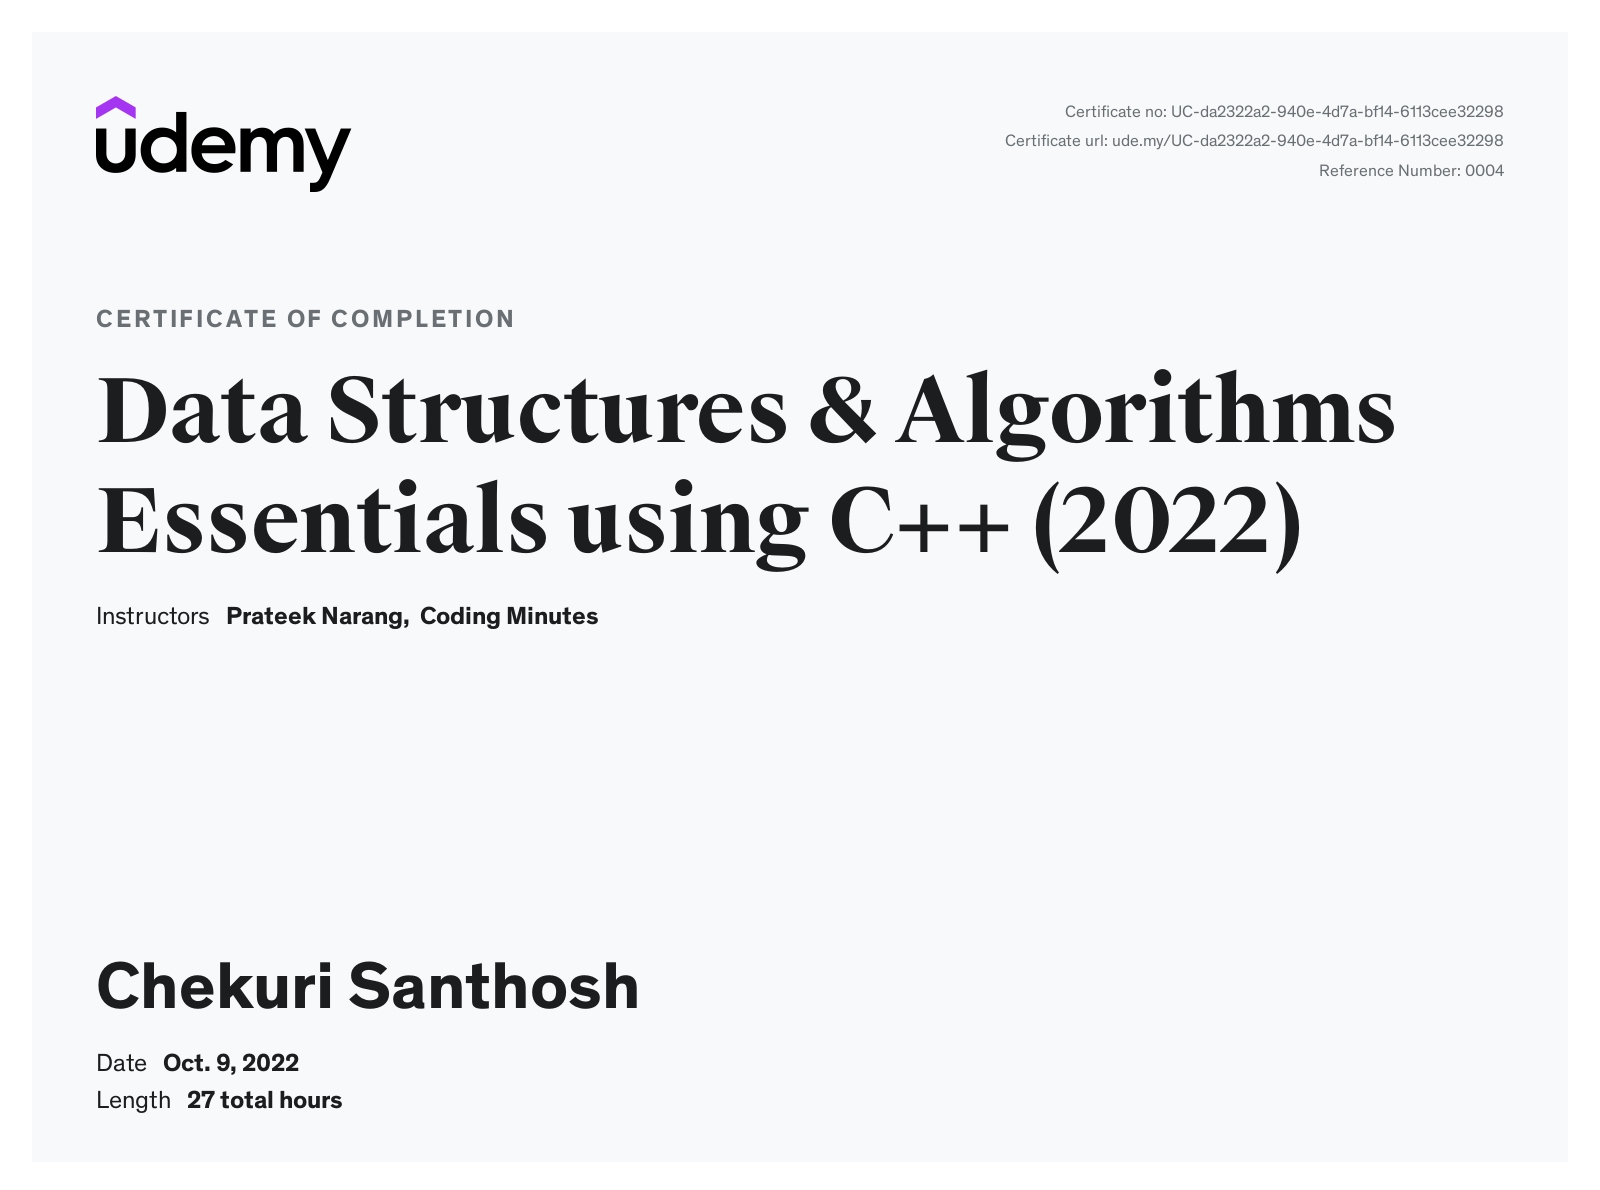 udemy
Certificate no: UC-da2322a2-940e-4d7a-bf14-6113cee32298
Certificate url: ude.my/UC-da2322a2-940e-4d7a-bf14-6113cee32298
Reference Number: 0004
CERTIFICATE OF COMPLETION
Data Structures & Algorithms
Essentials using C++ (2022)
Instructors Prateek Narang, Coding Minutes
Chekuri Santhosh
Date Oct. 9, 2022
Length 27 total hours